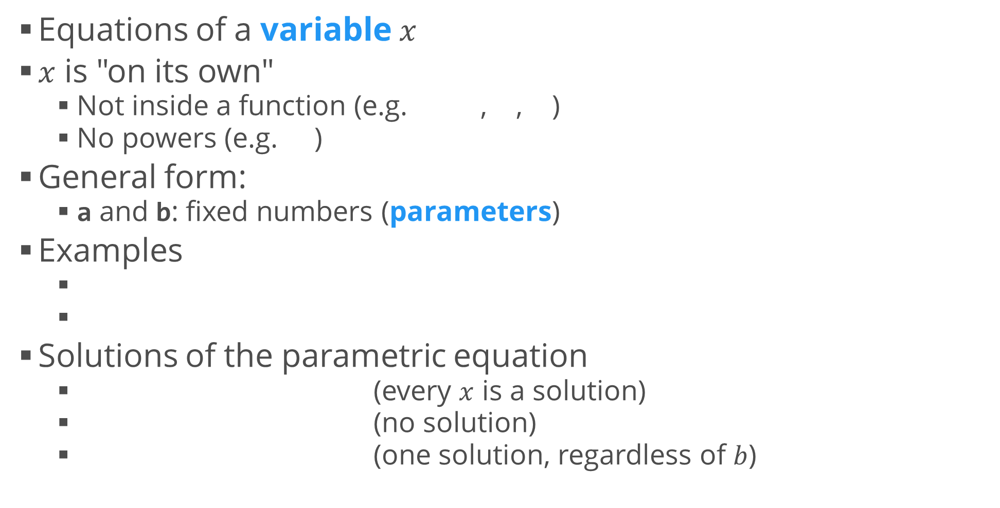 ▪ Equations of a variable x
▪ x is "on its own"
▪ Not inside a function (e.g. , , )
▪ No powers (e.g. )
▪ General form:
▪ a and b: fixed numbers (parameters)
▪ Examples
▪
▪
▪ Solutions of the parametric equation
▪ (every x is a solution)
▪ (no solution)
▪ (one solution, regardless of b)